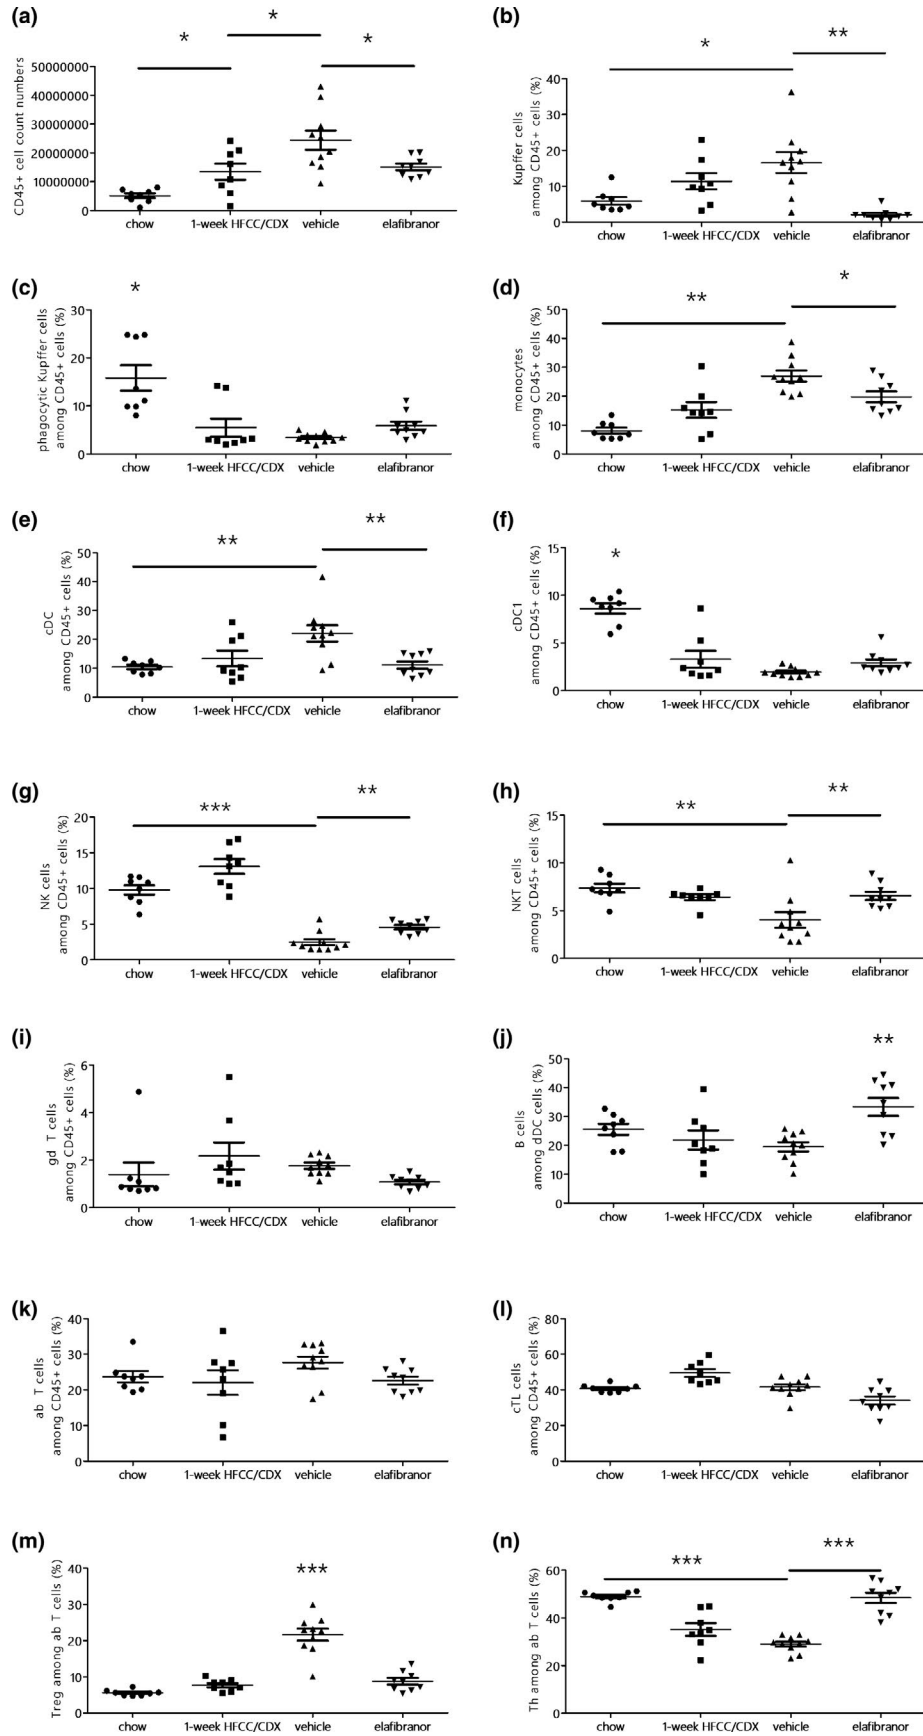 (a)
*
*
*
CD45+ cell count numbers
50000000
40000000
30000000
20000000
10000000
0
chow 1-week HFCC/CDX vehicle elafibranor
(b)
*
**
Kupffer cells
among CD45+ cells (%)
40
30
20
10
0
chow 1-week HFCC/CDX vehicle elafibranor
(c)
*
phagocytic Kupffer cells
among CD45+ cells (%)
30
20
10
0
chow 1-week HFCC/CDX vehicle elafibranor
(d)
**
*
monocytes
among CD45+ cells (%)
50
40
30
20
10
0
chow 1-week HFCC/CDX vehicle elafibranor
(e)
**
**
cDC
among CD45+ cells (%)
50
40
30
20
10
0
chow 1-week HFCC/CDX vehicle elafibranor
(f)
*
cDC1
among CD45+ cells (%)
15
10
5
0
chow 1-week HFCC/CDX vehicle elafibranor
(g)
***
**
NK cells
among CD45+ cells (%)
20
15
10
5
0
chow 1-week HFCC/CDX vehicle elafibranor
(h)
**
**
NKT cells
among CD45+ cells (%)
15
10
5
0
chow 1-week HFCC/CDX vehicle elafibranor
(i)
gd T cells
among CD45+ cells (%)
6
4
2
0
chow 1-week HFCC/CDX vehicle elafibranor
(j)
**
B cells
among dDC cells (%)
50
40
30
20
10
0
chow 1-week HFCC/CDX vehicle elafibranor
(k)
ab T cells
among CD45+ cells (%)
40
30
20
10
0
chow 1-week HFCC/CDX vehicle elafibranor
(l)
cTL cells
among CD45+ cells (%)
80
60
40
20
0
chow 1-week HFCC/CDX vehicle elafibranor
(m)
***
Treg among ab T cells (%)
40
30
20
10
0
chow 1-week HFCC/CDX vehicle elafibranor
(n)
***
***
Th among ab T cells (%)
60
40
20
0
chow 1-week HFCC/CDX vehicle elafibranor